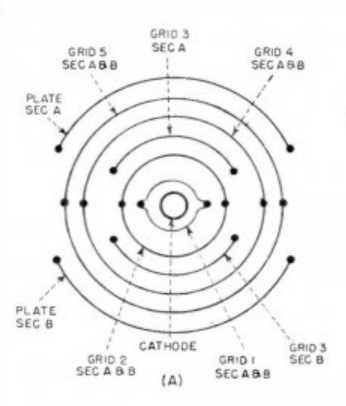 GRID 3
SEC A
GRID 5
SEC A&B
GRID 4
SEC A&B
PLATE
SEC A
PLATE
SEC B
CATHODE
GRID 2
SEC A&B
GRID 1
SEC A&B
GRID 3
SEC B
(A)